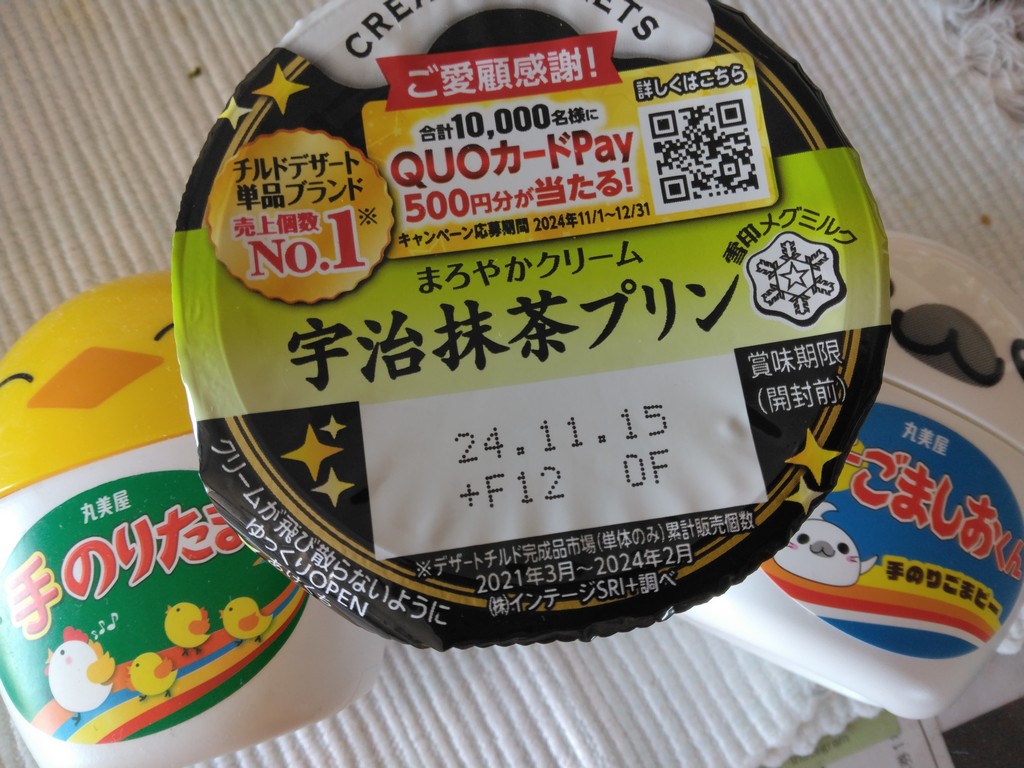 ご愛顧感謝!
詳しくはこちら
合計10,000名様に
QUOカードPay
500円分が当たる!
キャンペーン応募期間 2024年11/1~12/31
チルドデザート
単品ブランド
売上個数※
No.1
雪印メグミルク
まろやかクリーム
宇治抹茶プリン
賞味期限
(開封前)
24.11.15
+F12 OF
※デザートチルド完成品市場(単体のみ)累計販売個数
2021年3月~2024年2月
㈱インテージSRI+調べ
クリームが飛び散らないように
ゆっくりOPEN
丸美屋
手のりたま
丸美屋
ごましおくん
手のりごまビー